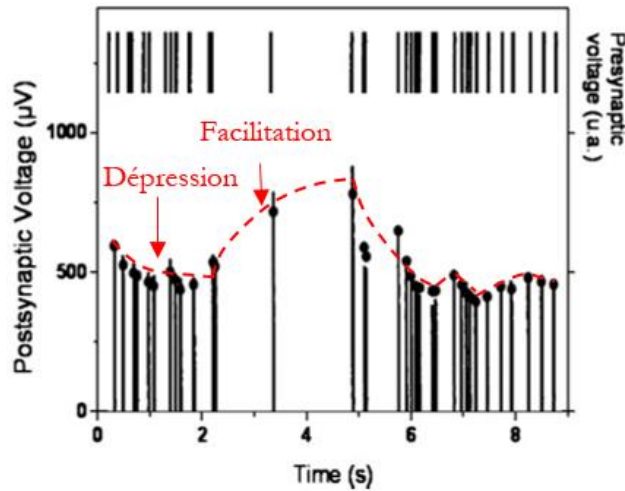 Postsynaptic Voltage (µV)
1000
500
0
Facilitation
Dépression
Presynaptic
voltage (u.a.)
0 2 4 6 8
Time (s)